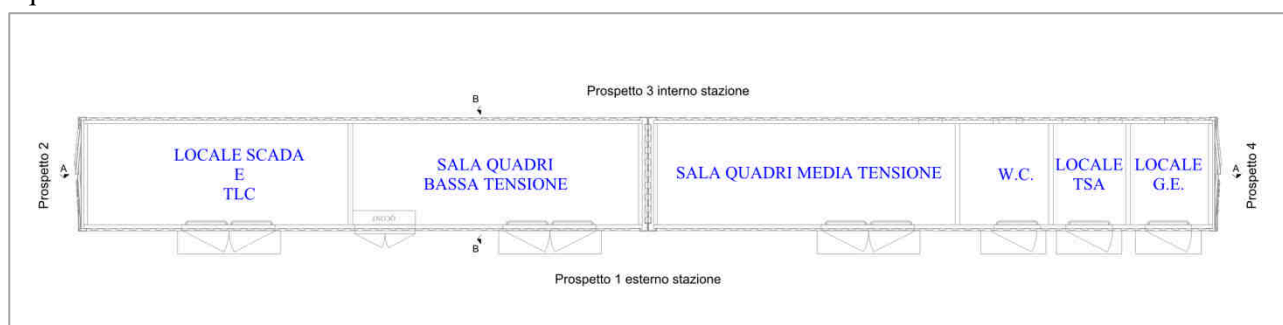 B
Prospetto 3 interno stazione
Prospetto 2
A
LOCALE SCADA
E
TLC
SALA QUADRI
BASSA TENSIONE
SALA QUADRI MEDIA TENSIONE
W.C.
LOCALE
TSA
LOCALE
G.E.
A
Prospetto 4
B
Prospetto 1 esterno stazione